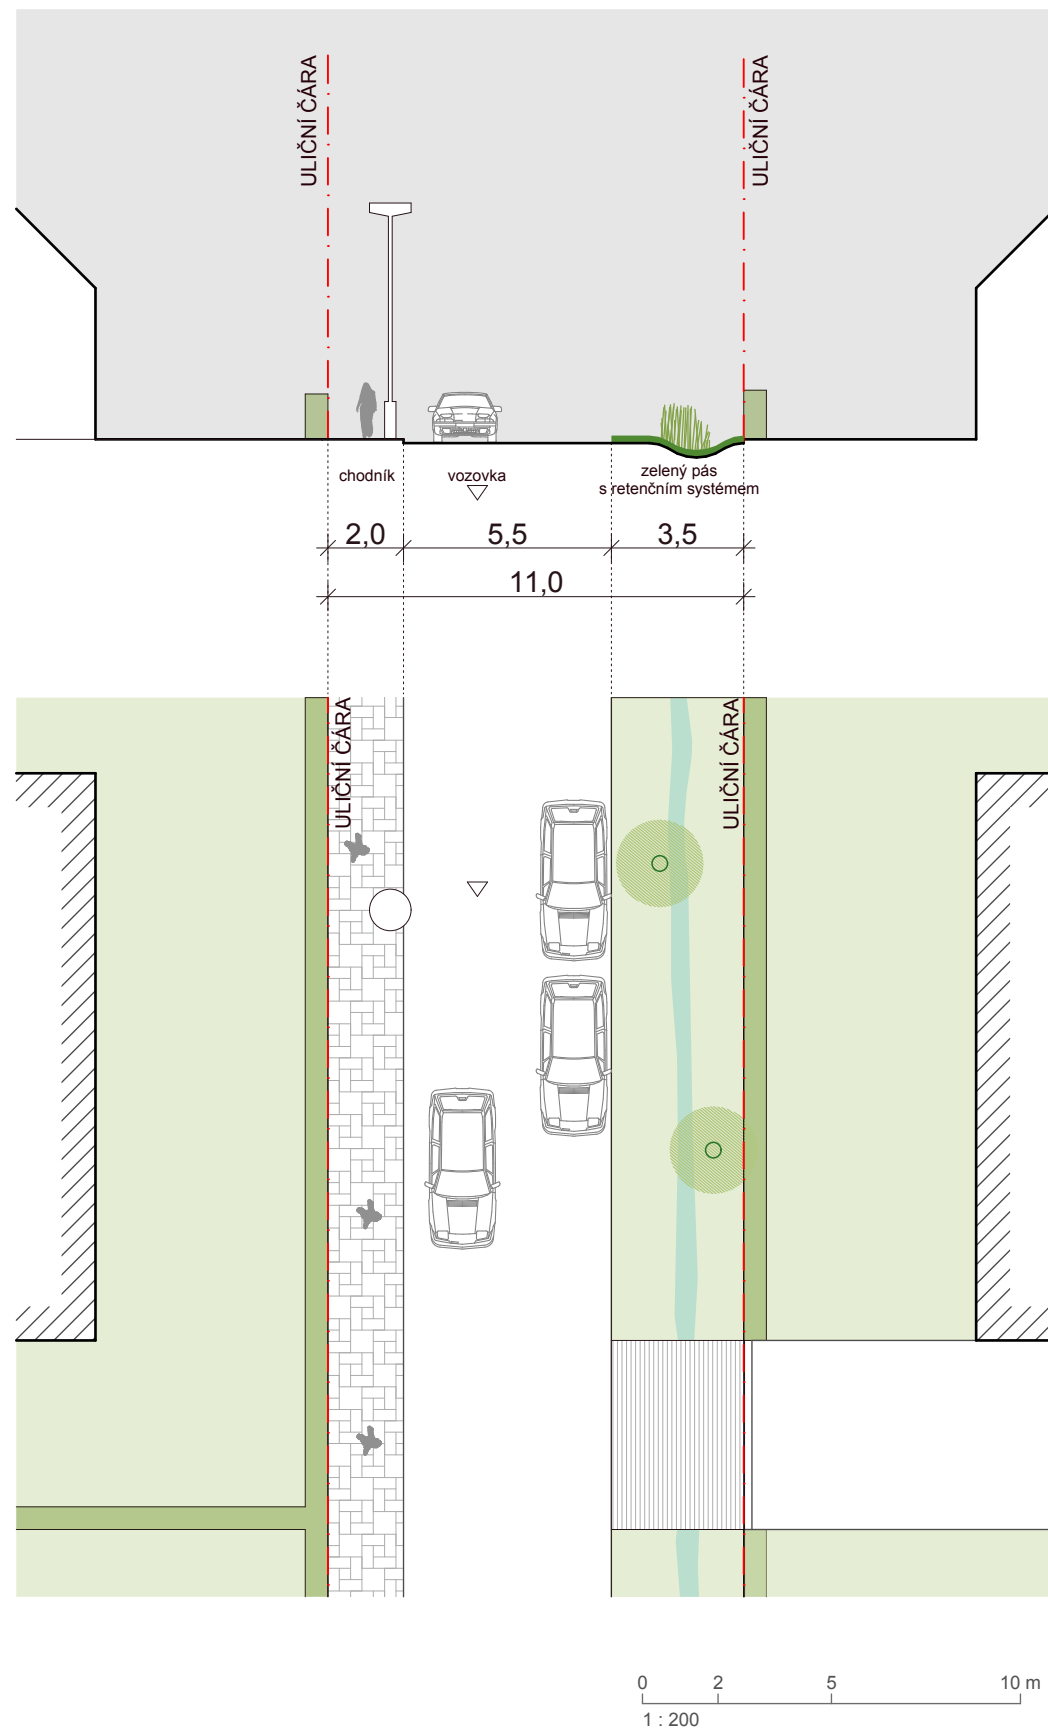 ULIČNÍ ČÁRA
ULIČNÍ ČÁRA
chodník
vozovka
zelený pás
s retenčním systémem
2,0
5,5
3,5
11,0
ULIČNÍ ČÁRA
ULIČNÍ ČÁRA
0 2 5 10 m
1 : 200